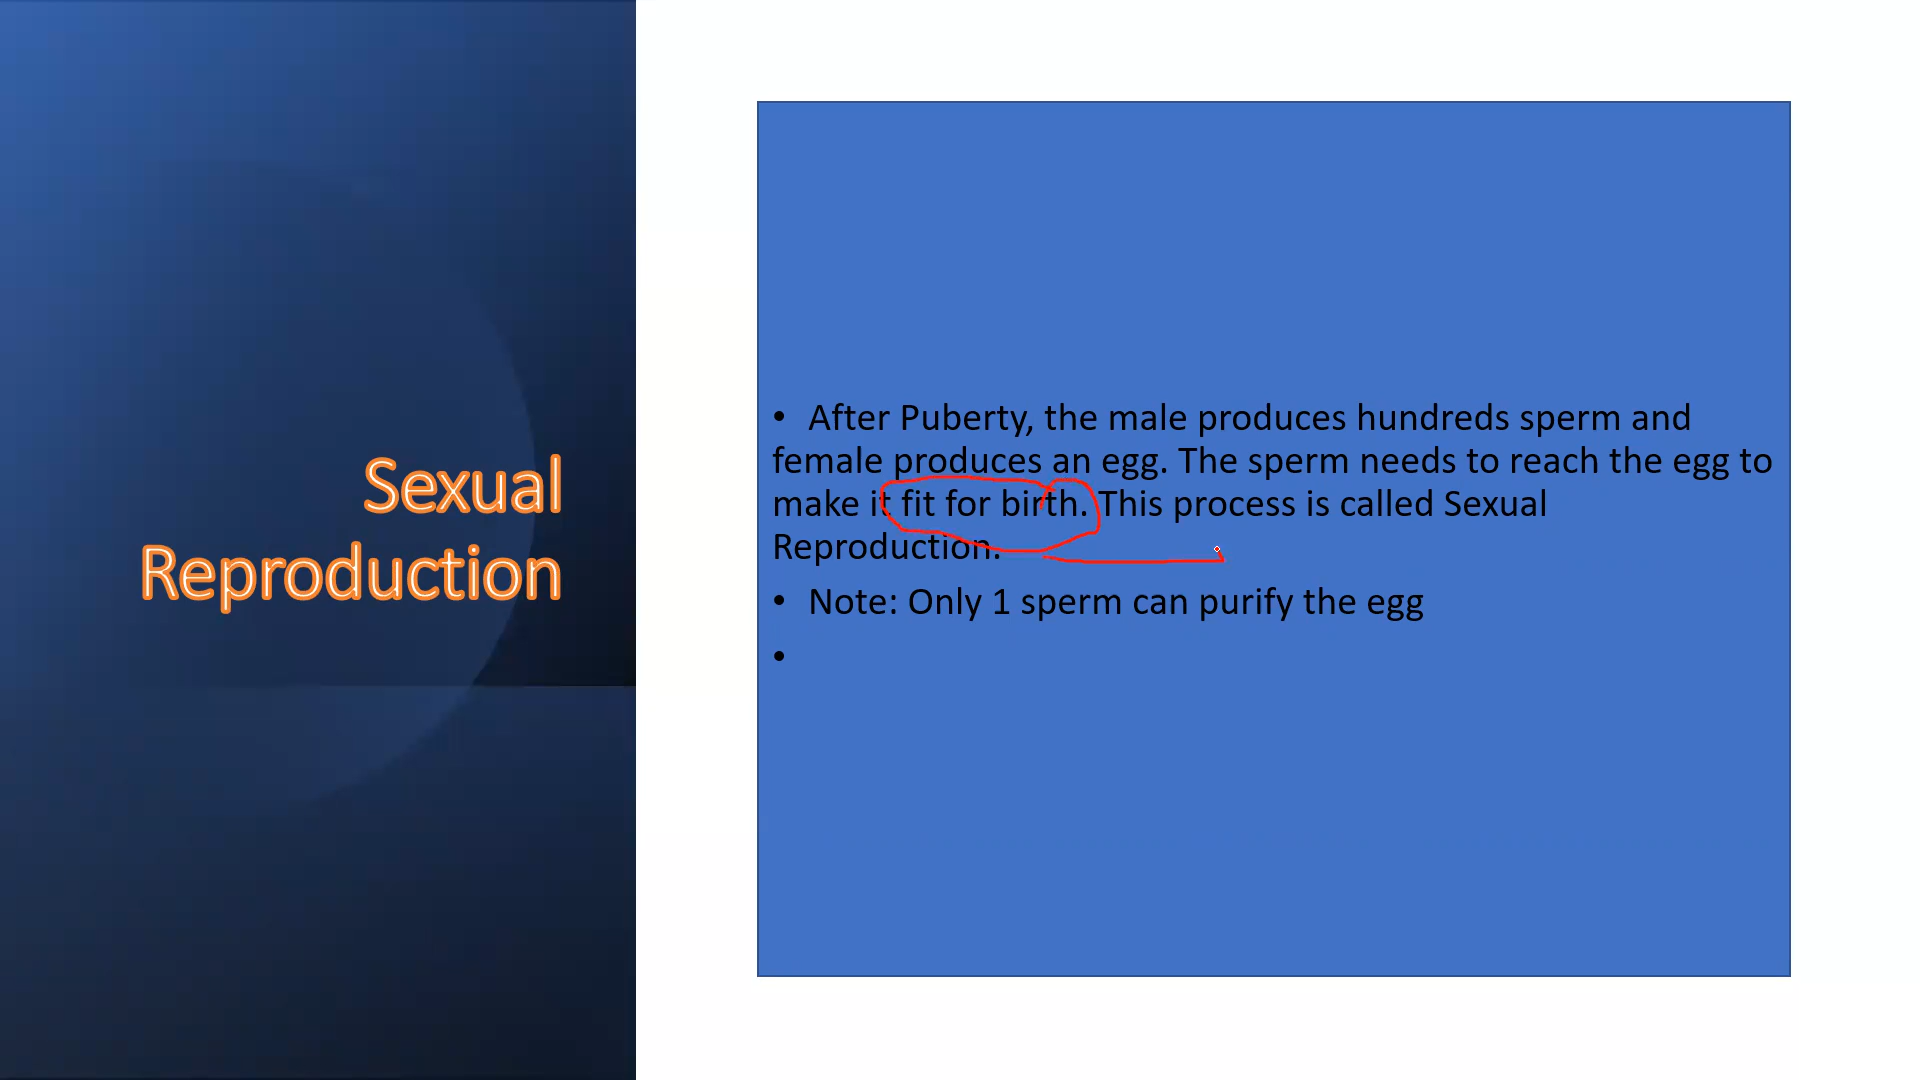 Sexual
Reproduction
• After Puberty, the male produces hundreds sperm and
female produces an egg. The sperm needs to reach the egg to
make it fit for birth. This process is called Sexual
Reproduction.
• Note: Only 1 sperm can purify the egg
•